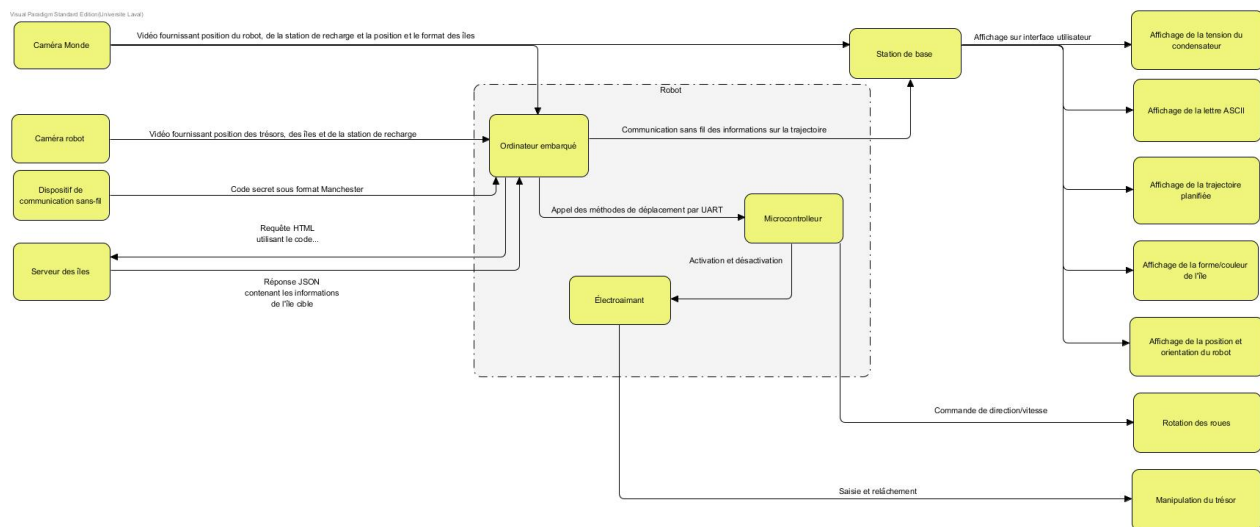 Visual Paradigm Standard Edition(Universite Laval)
Caméra Monde
Vidéo fournissant position du robot, de la station de recharge et la position et le format des îles
Station de base
Affichage sur interface utilisateur
Affichage de la tension du
condensateur
Robot
Affichage de la lettre ASCII
Caméra robot
Vidéo fournissant position des trésors, des îles et de la station de recharge
Ordinateur embarqué
Communication sans fil des informations sur la trajectoire
Dispositif de
communication sans-fil
Code secret sous format Manchester
Affichage de la trajectoire
planifiée
Appel des méthodes de déplacement par UART
Microcontrolleur
Requête HTML
utilisant le code...
Serveur des îles
Réponse JSON
contenant les informations
de l'île cible
Activation et désactivation
Affichage de la forme/couleur
de l'île
Électroaimant
Affichage de la position et
orientation du robot
Commande de direction/vitesse
Rotation des roues
Saisie et relâchement
Manipulation du trésor